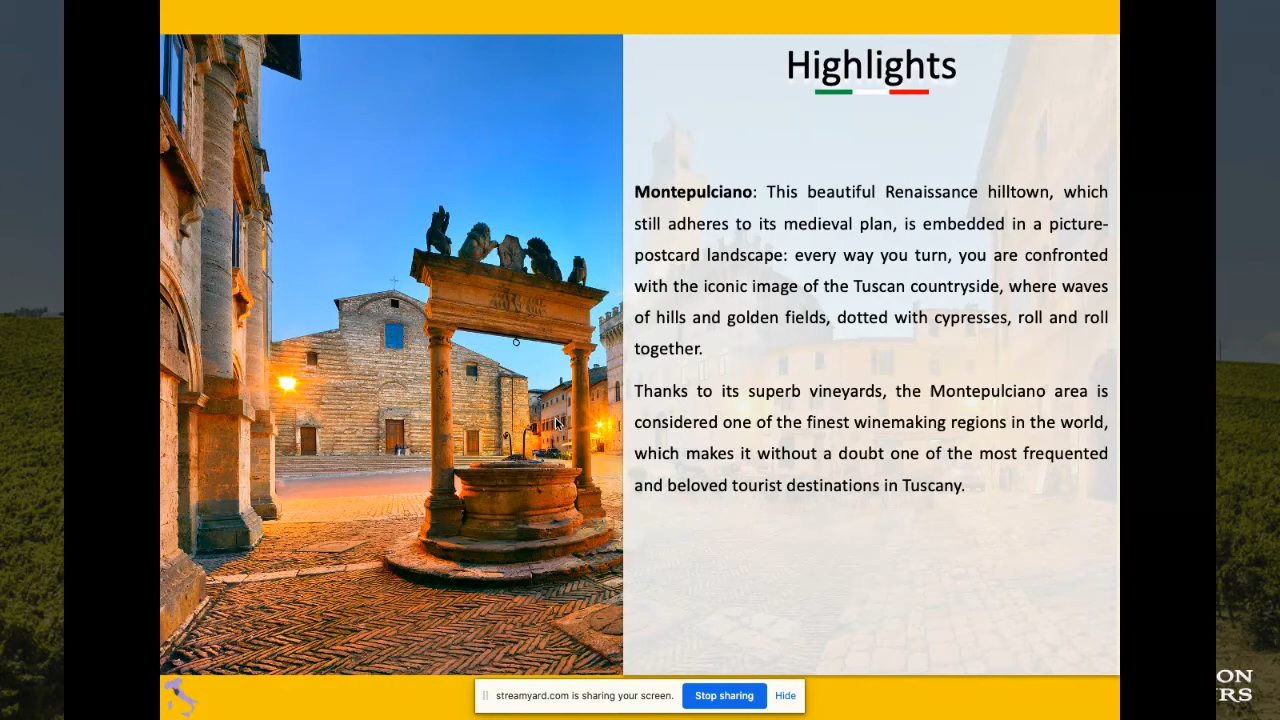 Highlights
Montepulciano: This beautiful Renaissance hilltown, which
still adheres to its medieval plan, is embedded in a picture-
postcard landscape: every way you turn, you are confronted
with the iconic image of the Tuscan countryside, where waves
of hills and golden fields, dotted with cypresses, roll and roll
together.
Thanks to its superb vineyards, the Montepulciano area is
considered one of the finest winemaking regions in the world,
which makes it without a doubt one of the most frequented
and beloved tourist destinations in Tuscany.
streamyard.com is sharing your screen. Stop sharing Hide
ON
RS